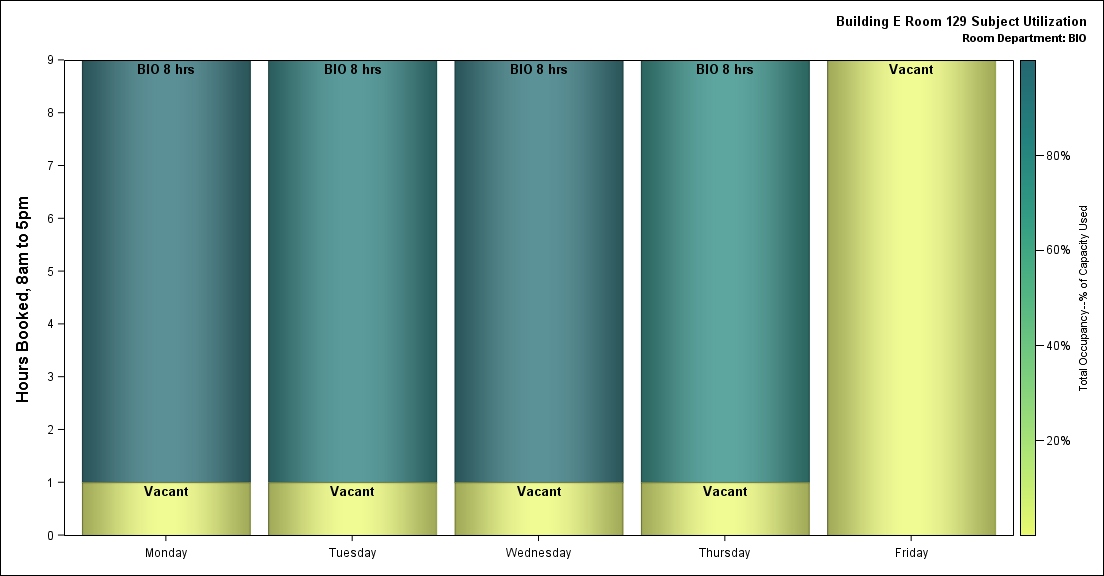 Building E Room 129 Subject Utilization
Room Department: BIO
Hours Booked, 8am to 5pm
9
8
7
6
5
4
3
2
1
0
BIO 8 hrs
BIO 8 hrs
BIO 8 hrs
BIO 8 hrs
Vacant
Vacant
Vacant
Vacant
Vacant
Monday
Tuesday
Wednesday
Thursday
Friday
80%
60%
40%
20%
Total Occupancy--% of Capacity Used